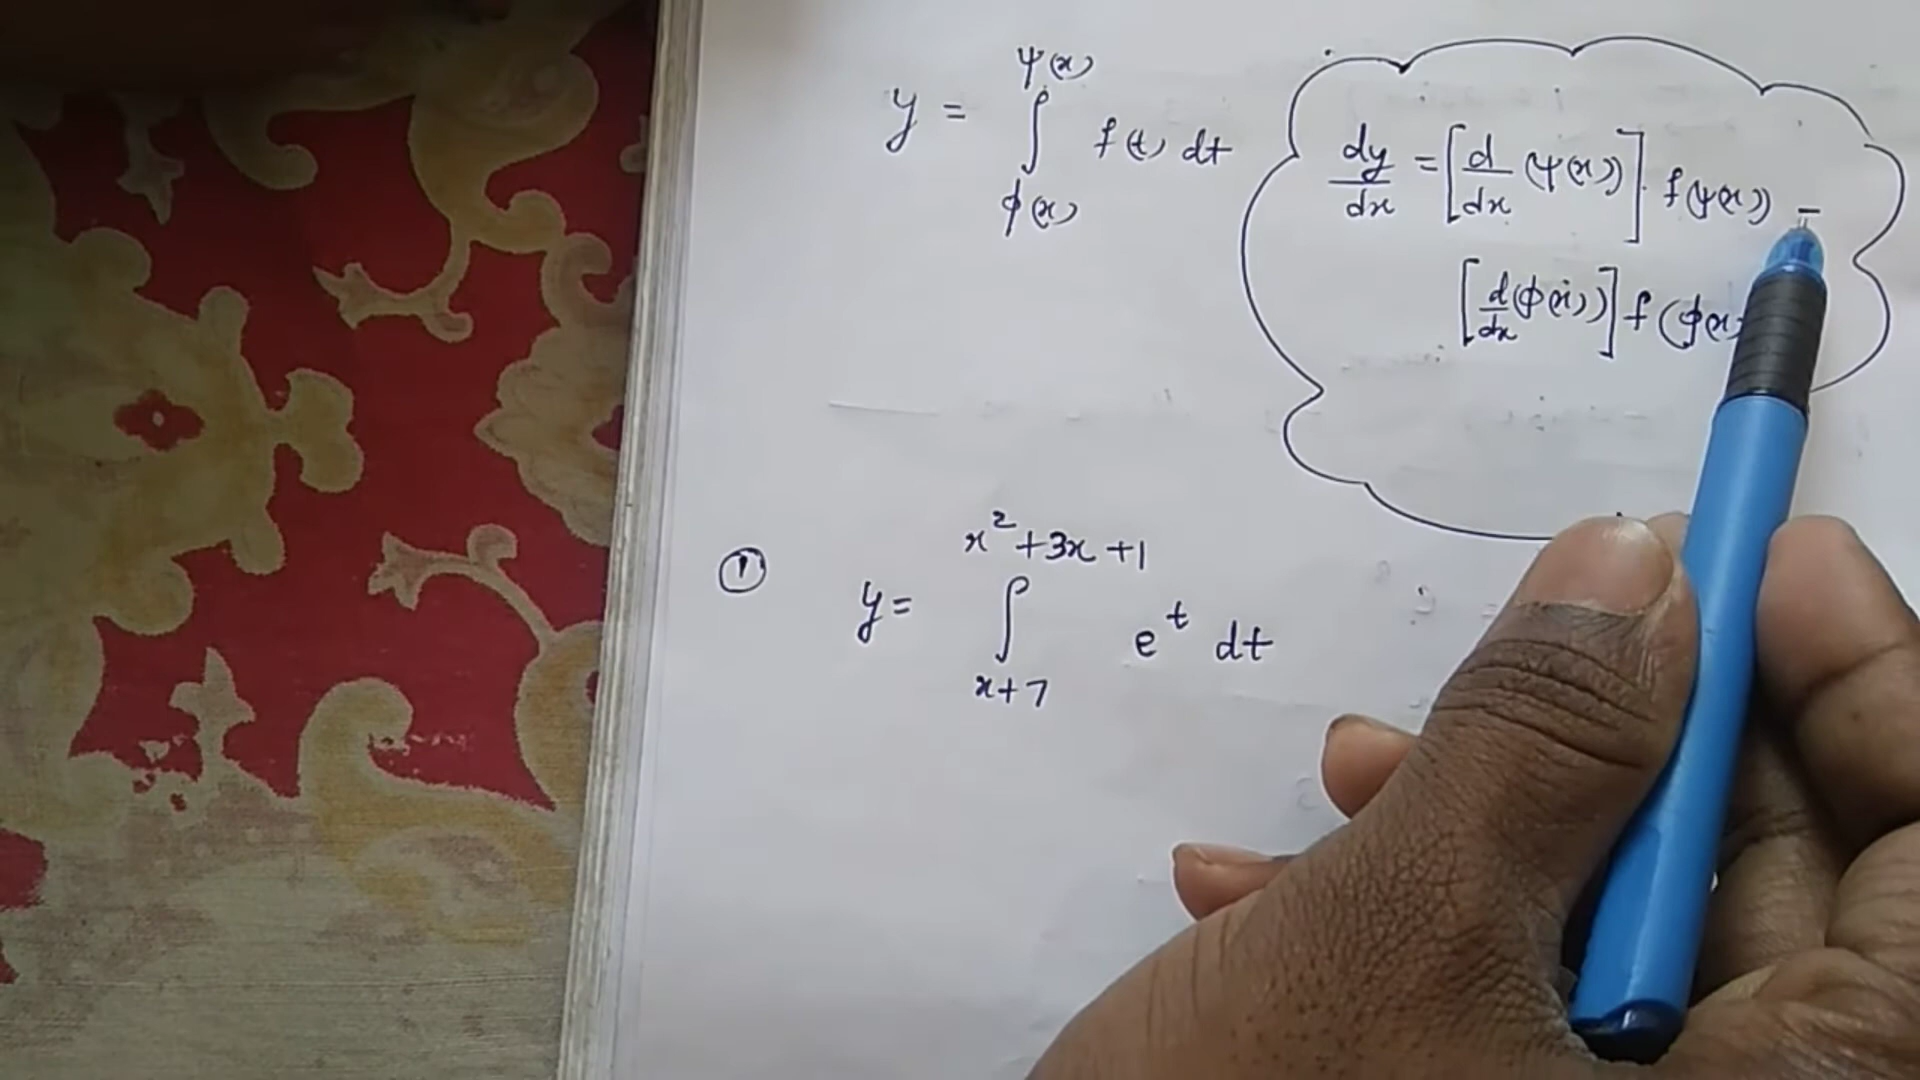 y = ∫_{ϕ(x)}^{ψ(x)} f(t) dt
dy/dx = [d/dx (ψ(x))] . f(ψ(x)) –
[d/dx (ϕ(x))] f(ϕ(x)
① y = ∫_{x+7}^{x²+3x+1} e^t dt